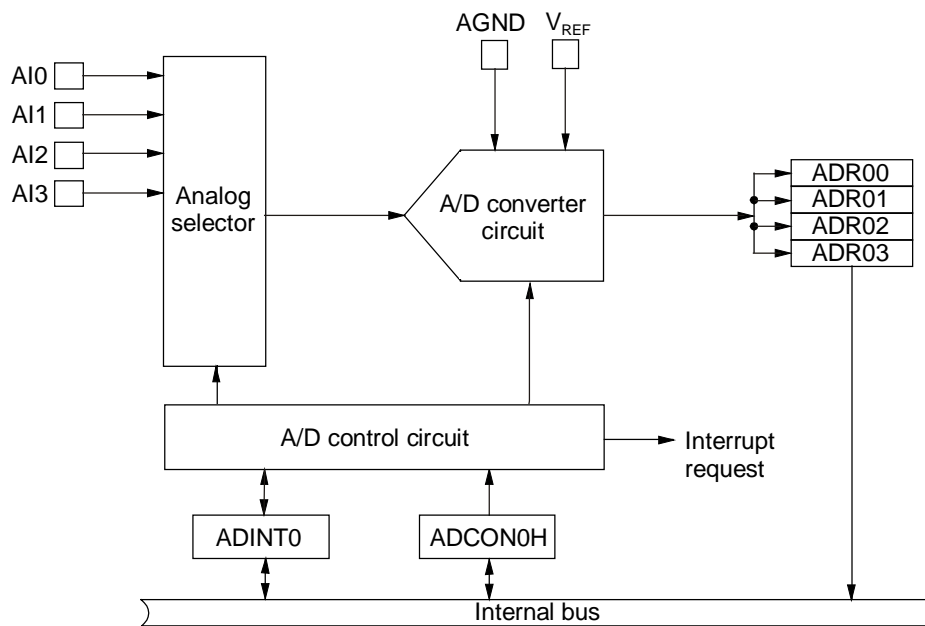 AGND
VREF
AI0
AI1
AI2
AI3
Analog
selector
A/D converter
circuit
ADR00
ADR01
ADR02
ADR03
A/D control circuit
Interrupt
request
ADINT0
ADCON0H
Internal bus